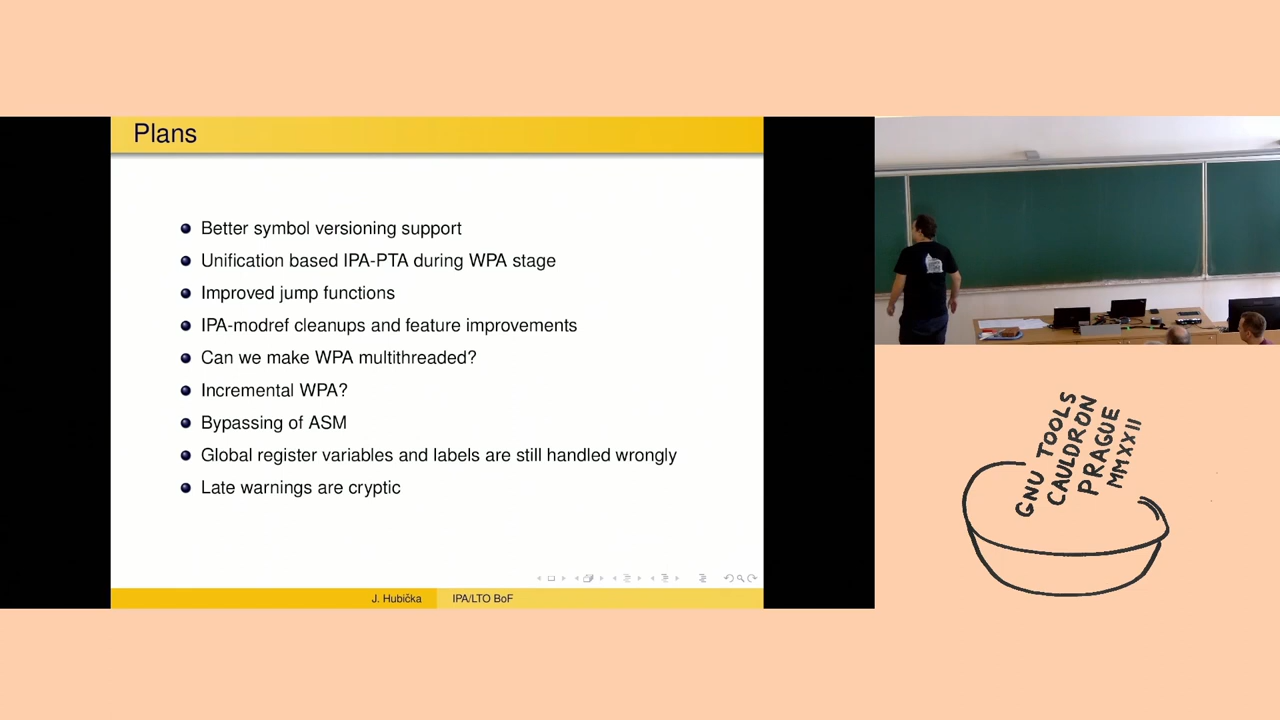 Plans
Better symbol versioning support
Unification based IPA-PTA during WPA stage
Improved jump functions
IPA-modref cleanups and feature improvements
Can we make WPA multithreaded?
Incremental WPA?
Bypassing of ASM
Global register variables and labels are still handled wrongly
Late warnings are cryptic
J. Hubička
IPA/LTO BoF
GNU TOOLS
CAULDRON
PRAGUE
MMXXII